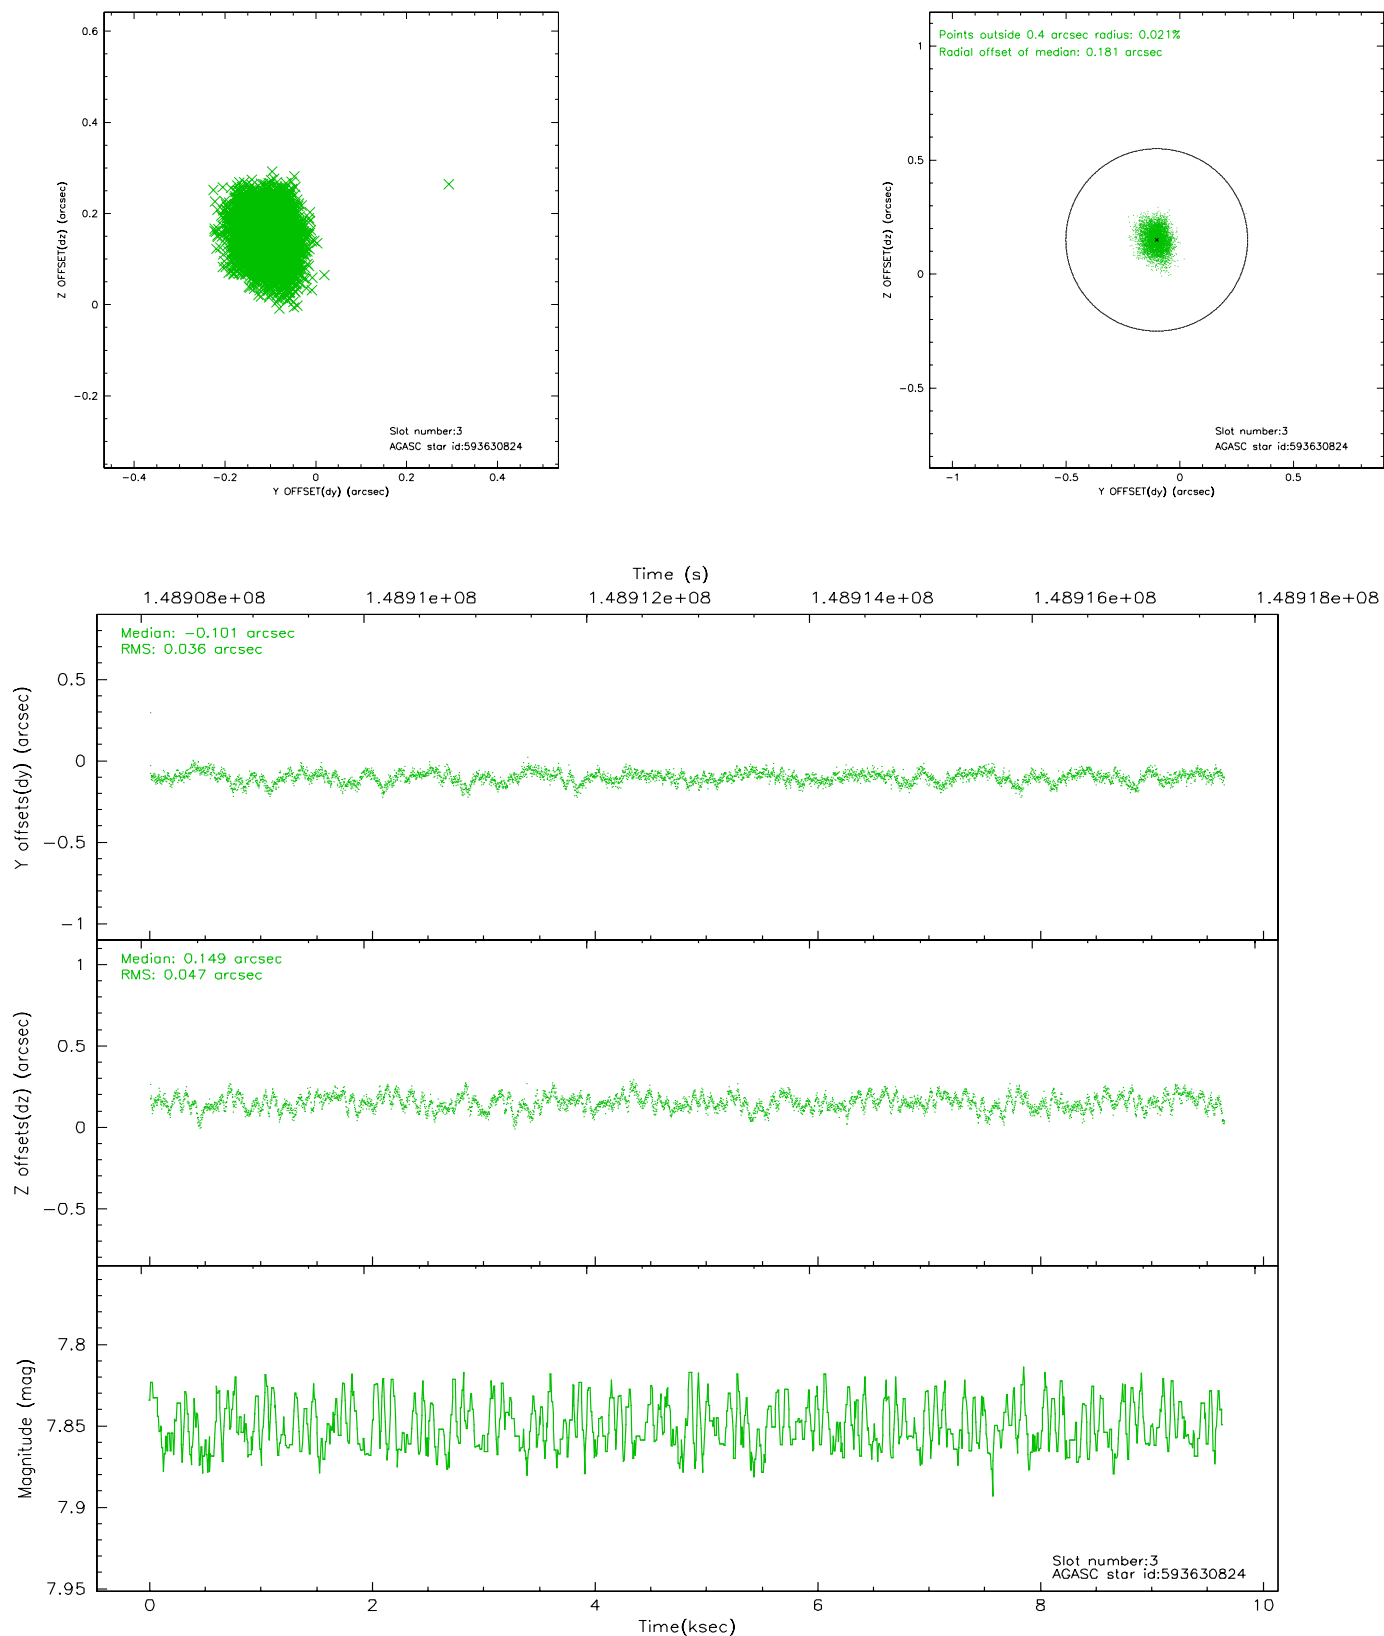 0.6
0.4
0.2
0
−0.2
Z OFFSET(dz) (arcsec)
Slot number:3
AGASC star id:593630824
−0.4 −0.2 0 0.2 0.4
Y OFFSET(dy) (arcsec)
Points outside 0.4 arcsec radius: 0.021%
Radial offset of median: 0.181 arcsec
1
0.5
0
−0.5
Z OFFSET(dz) (arcsec)
Slot number:3
AGASC star id:593630824
−1 −0.5 0 0.5
Y OFFSET(dy) (arcsec)
Time (s)
1.48908e+08 1.4891e+08 1.48912e+08 1.48914e+08 1.48916e+08 1.48918e+08
Median: −0.101 arcsec
RMS: 0.036 arcsec
0.5
0
−0.5
−1
Y offsets(dy) (arcsec)
Median: 0.149 arcsec
RMS: 0.047 arcsec
1
0.5
0
−0.5
Z offsets(dz) (arcsec)
7.8
7.85
7.9
7.95
Magnitude (mag)
Slot number:3
AGASC star id:593630824
0 2 4 6 8 10
Time(ksec)